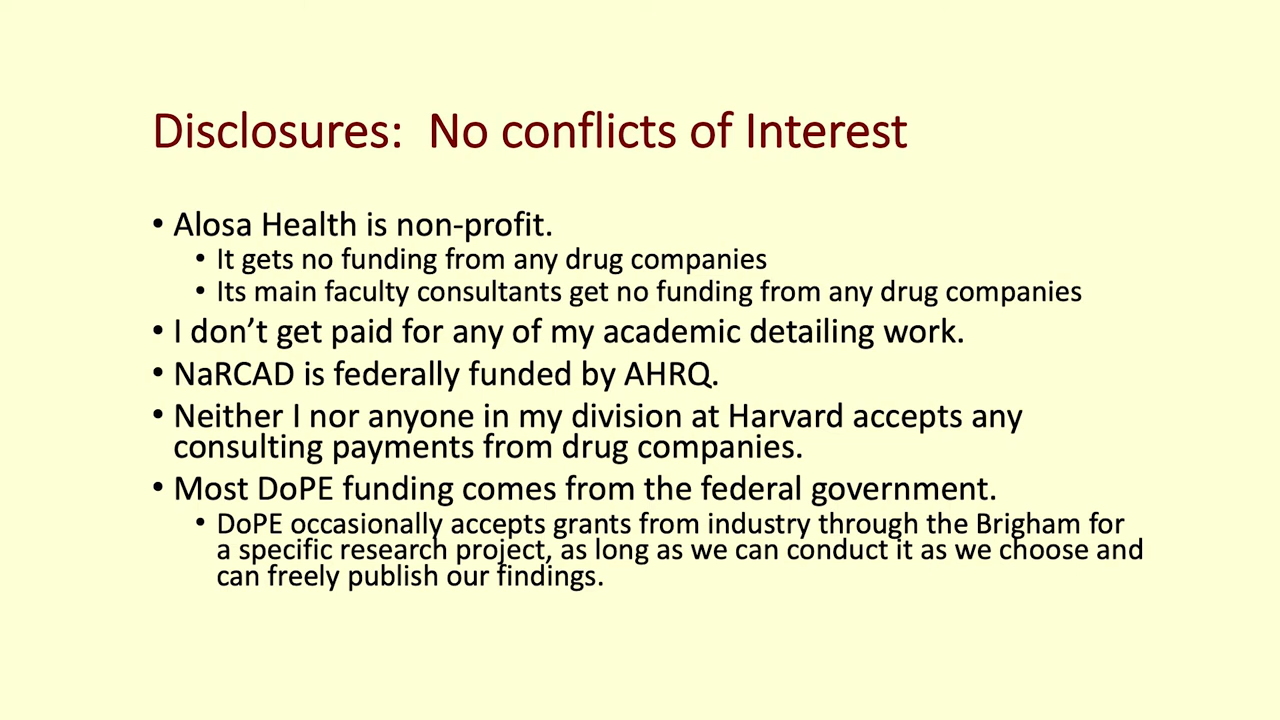 Disclosures:  No conflicts of Interest
• Alosa Health is non-profit.
• It gets no funding from any drug companies
• Its main faculty consultants get no funding from any drug companies
• I don’t get paid for any of my academic detailing work.
• NaRCAD is federally funded by AHRQ.
• Neither I nor anyone in my division at Harvard accepts any
consulting payments from drug companies.
• Most DoPE funding comes from the federal government.
• DoPE occasionally accepts grants from industry through the Brigham for
a specific research project, as long as we can conduct it as we choose and
can freely publish our findings.